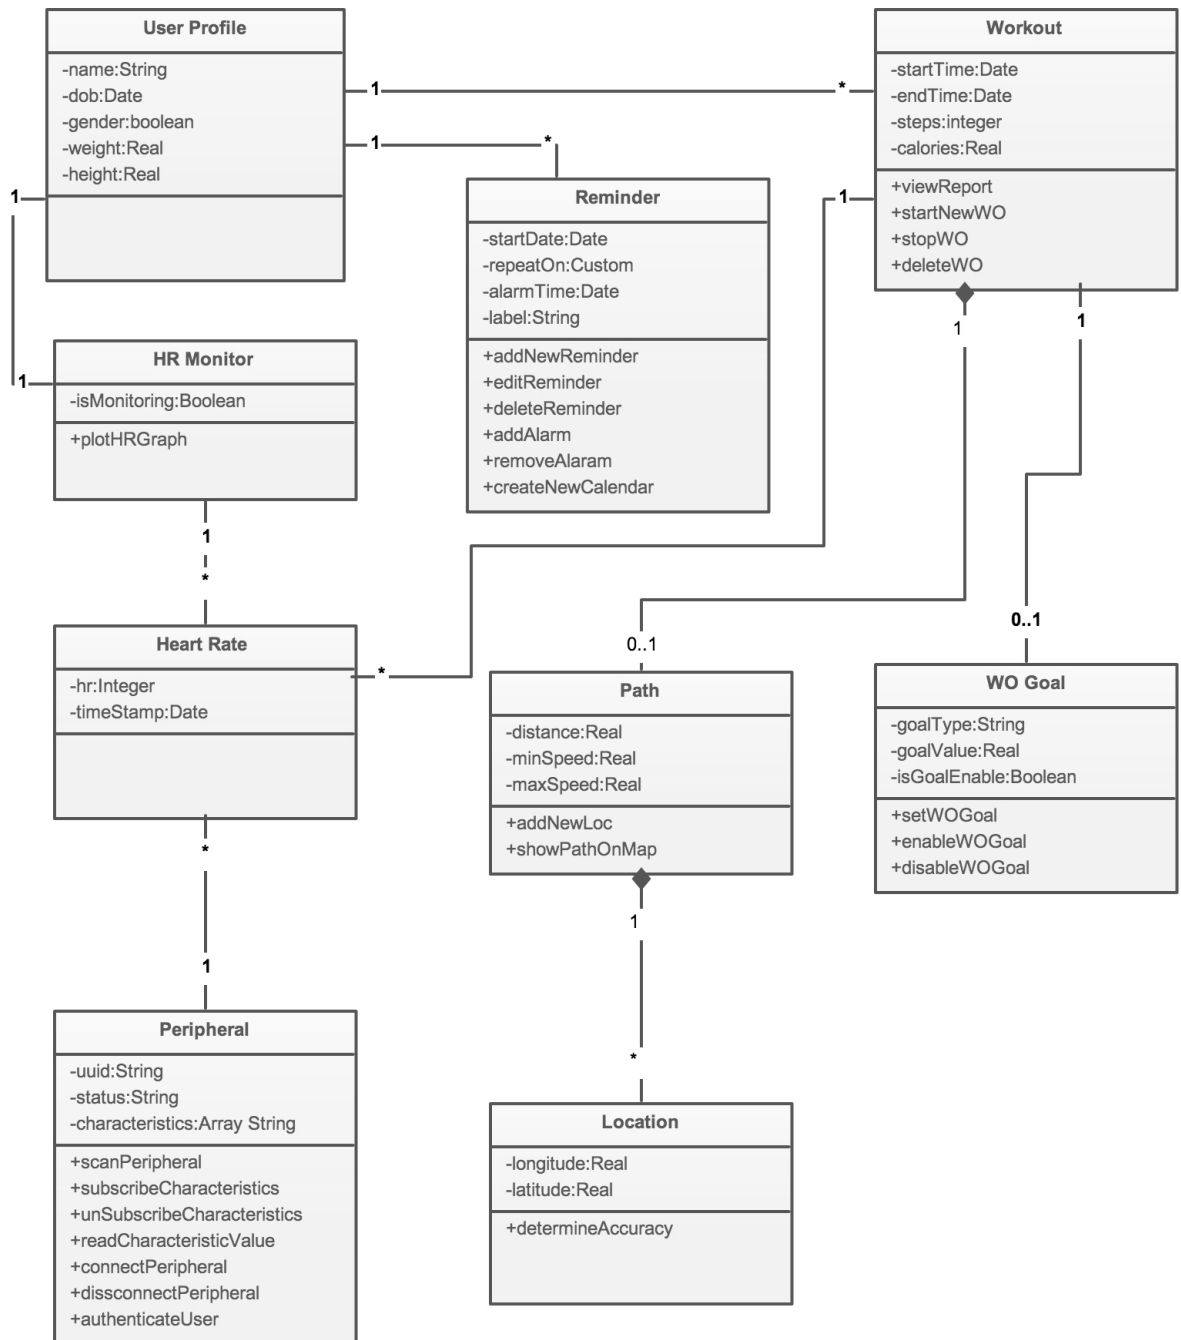 User Profile
-name:String
-dob:Date
-gender:boolean
-weight:Real
-height:Real
1
*
1
*
1
1
Workout
-startTime:Date
-endTime:Date
-steps:integer
-calories:Real
+viewReport
+startNewWO
+stopWO
+deleteWO
1
1
1
Reminder
-startDate:Date
-repeatOn:Custom
-alarmTime:Date
-label:String
+addNewReminder
+editReminder
+deleteReminder
+addAlarm
+removeAlaram
+createNewCalendar
HR Monitor
-isMonitoring:Boolean
+plotHRGraph
1
*
Heart Rate
-hr:Integer
-timeStamp:Date
*
*
1
0..1
Path
-distance:Real
-minSpeed:Real
-maxSpeed:Real
+addNewLoc
+showPathOnMap
1
*
0..1
WO Goal
-goalType:String
-goalValue:Real
-isGoalEnable:Boolean
+setWOGoal
+enableWOGoal
+disableWOGoal
Peripheral
-uuid:String
-status:String
-characteristics:Array String
+scanPeripheral
+subscribeCharacteristics
+unSubscribeCharacteristics
+readCharacteristicValue
+connectPeripheral
+dissconnectPeripheral
+authenticateUser
Location
-longitude:Real
-latitude:Real
+determineAccuracy